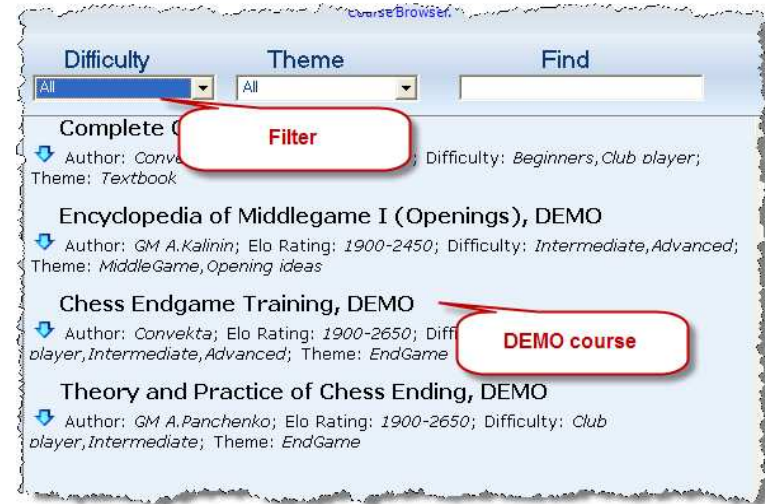 Course Browser.
Difficulty Theme Find
All All
Complete
Filter
Author: ; Difficulty: Beginners,Club player;
Theme: Textbook
Encyclopedia of Middlegame I (Openings), DEMO
Author: GM A.Kalinin; Elo Rating: 1900-2450; Difficulty: Intermediate,Advanced;
Theme: MiddleGame,Opening ideas
Chess Endgame Training, DEMO
Author: Convekta; Elo Rating: 1900-2650;
DEMO course
player,Intermediate,Advanced; Theme: EndGame
Theory and Practice of Chess Ending, DEMO
Author: GM A.Panchenko; Elo Rating: 1900-2650; Difficulty: Club
player,Intermediate; Theme: EndGame